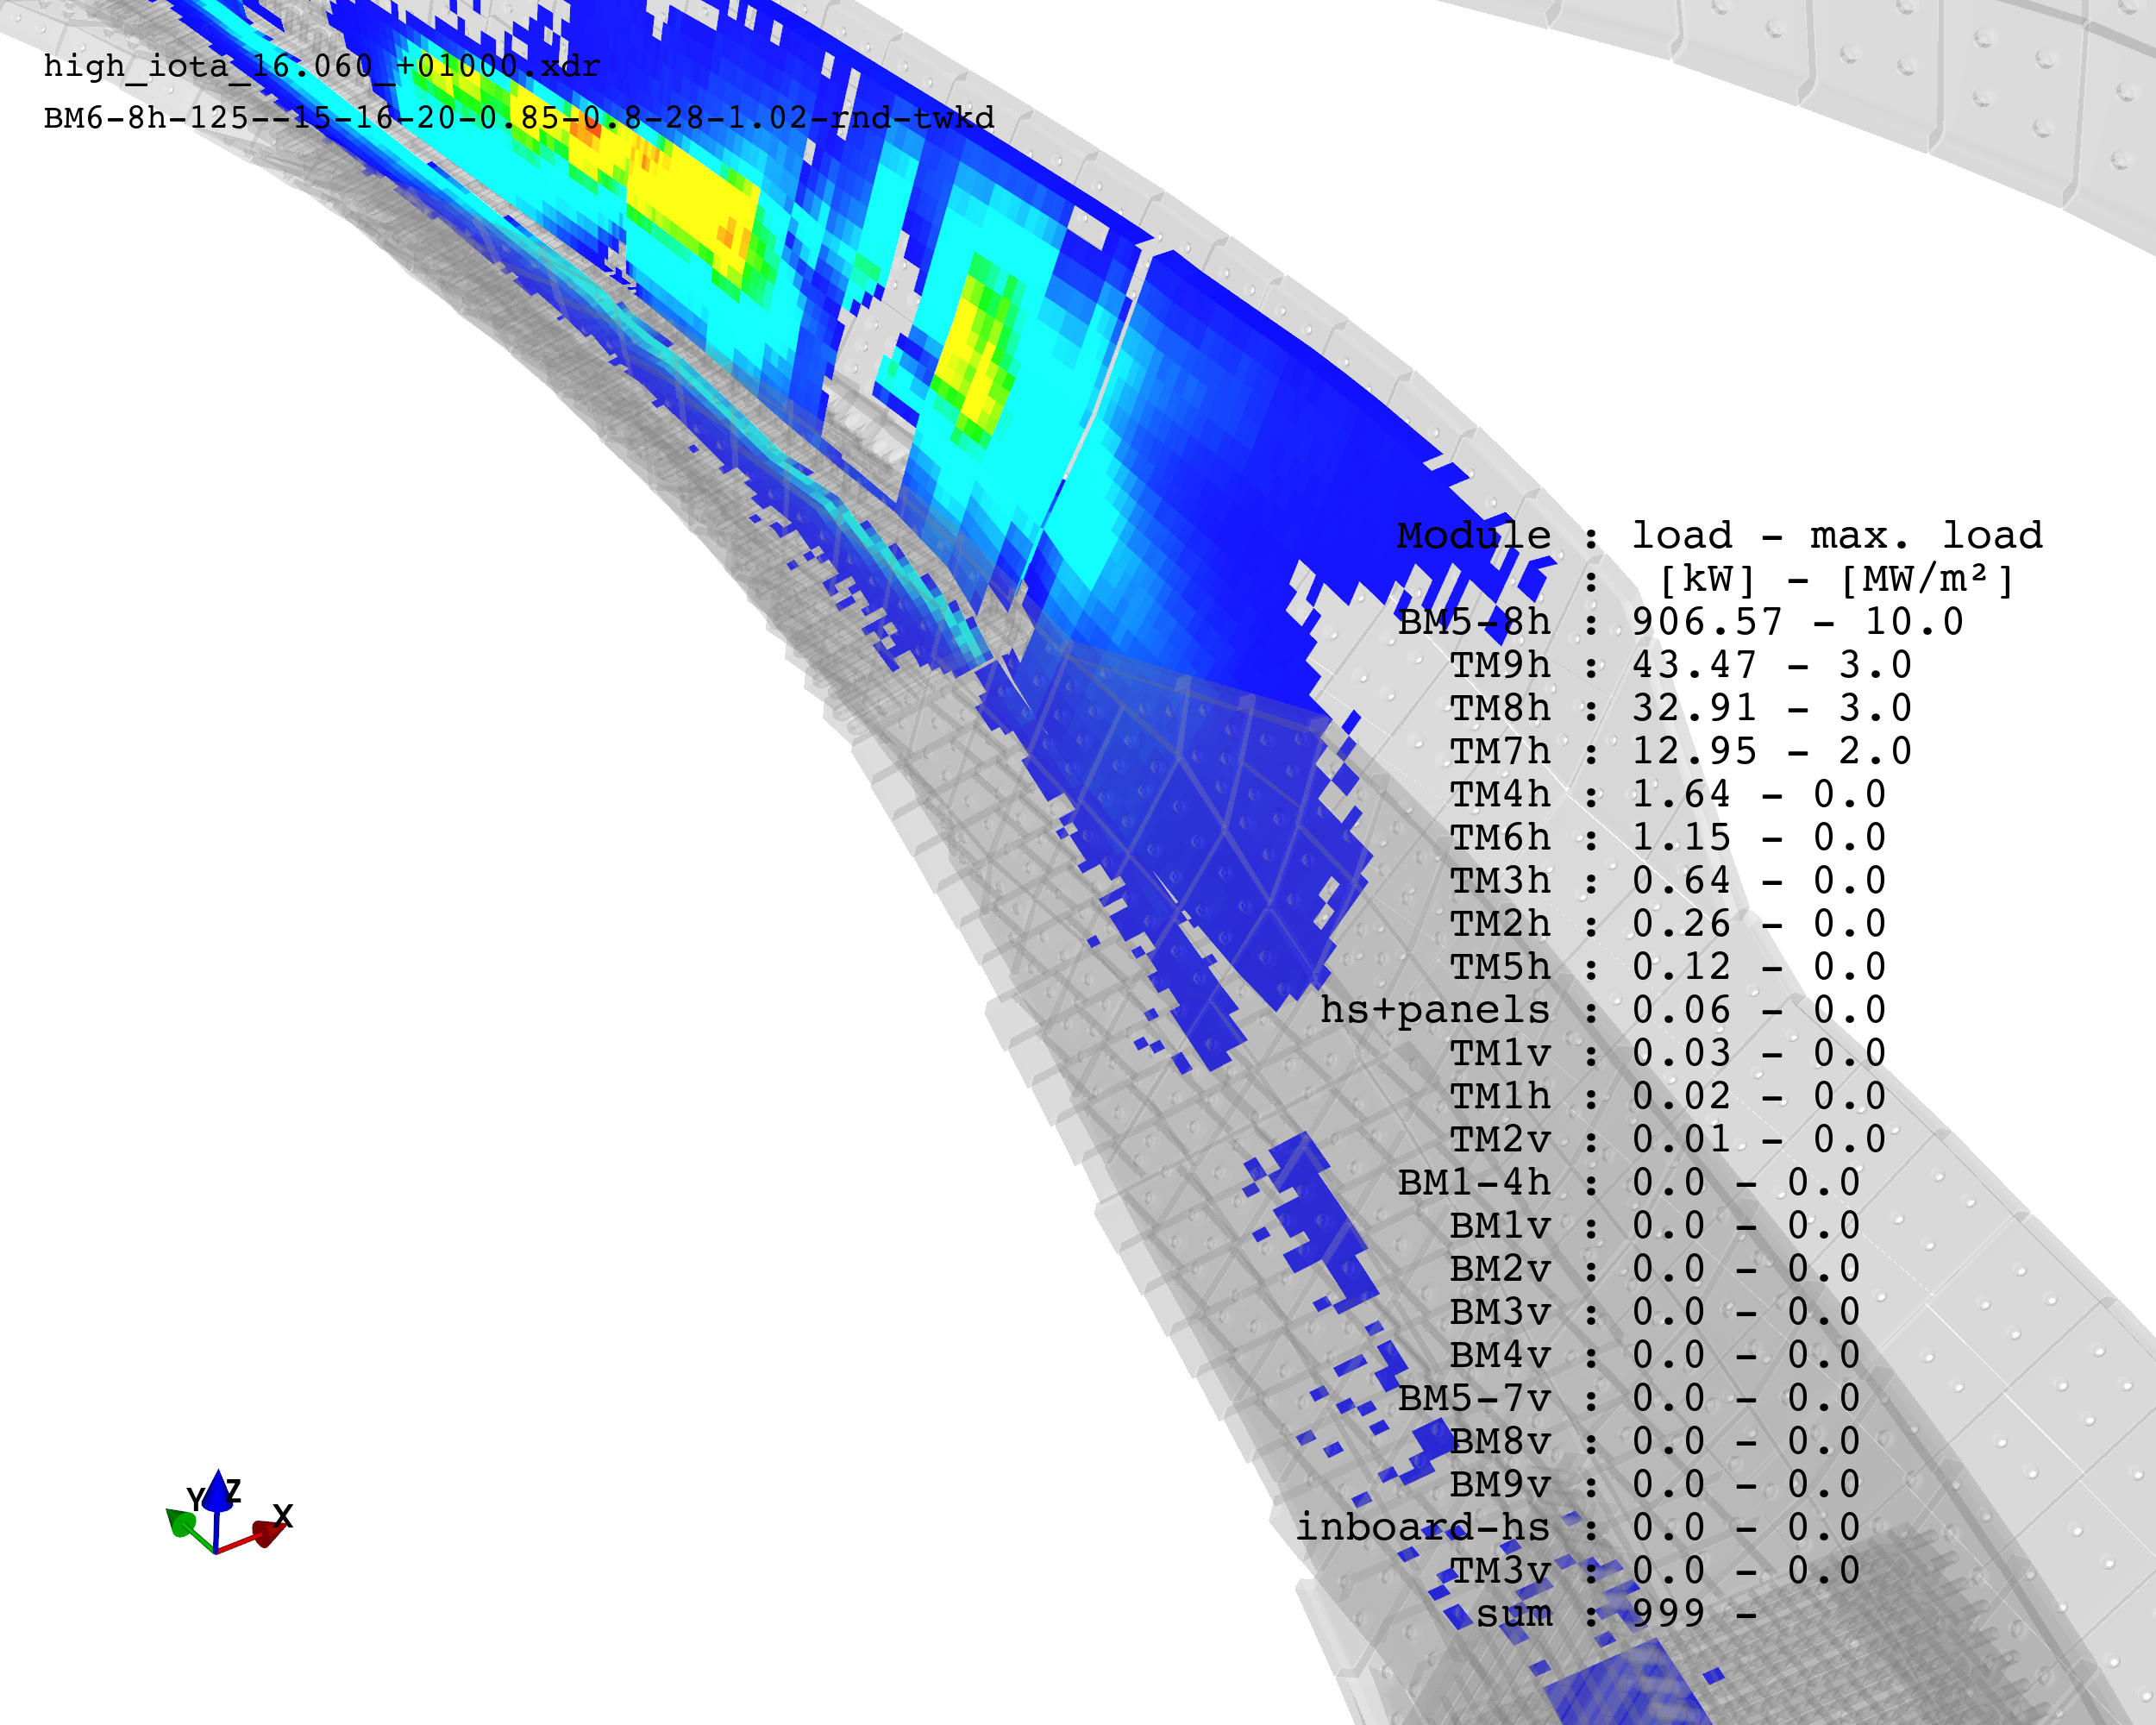 high_iota_16.060_+01000.xdr
BM6-8h-125--15-16-20-0.85-0.8-28-1.02-rnd-twkd
Module : load - max. load
: [kW] - [MW/m²]
BM5-8h : 906.57 - 10.0
TM9h : 43.47 - 3.0
TM8h : 32.91 - 3.0
TM7h : 12.95 - 2.0
TM4h : 1.64 - 0.0
TM6h : 1.15 - 0.0
TM3h : 0.64 - 0.0
TM2h : 0.26 - 0.0
TM5h : 0.12 - 0.0
hs+panels : 0.06 - 0.0
TM1v : 0.03 - 0.0
TM1h : 0.02 - 0.0
TM2v : 0.01 - 0.0
BM1-4h : 0.0 - 0.0
BM1v : 0.0 - 0.0
BM2v : 0.0 - 0.0
BM3v : 0.0 - 0.0
BM4v : 0.0 - 0.0
BM5-7v : 0.0 - 0.0
BM8v : 0.0 - 0.0
BM9v : 0.0 - 0.0
inboard-hs : 0.0 - 0.0
TM3v : 0.0 - 0.0
sum : 999 -
Y Z X